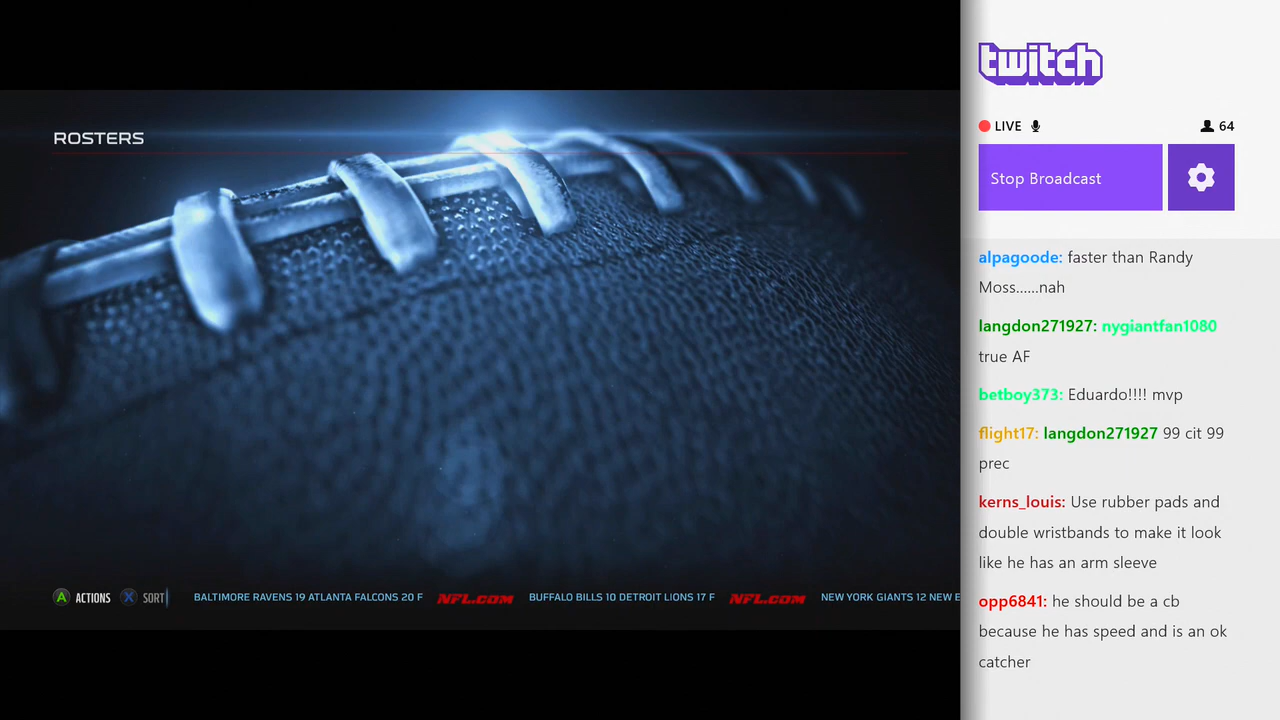 ROSTERS
A ACTIONS X SORT
BALTIMORE RAVENS 19 ATLANTA FALCONS 20 F NFL.COM BUFFALO BILLS 10 DETROIT LIONS 17 F NFL.COM NEW YORK GIANTS 12 NEW E
twitch
LIVE 64
Stop Broadcast
alpagoode: faster than Randy
Moss......nah
langdon271927: nygiantfan1080
true AF
betboy373: Eduardo!!!! mvp
flight17: langdon271927 99 cit 99
prec
kerns_louis: Use rubber pads and
double wristbands to make it look
like he has an arm sleeve
opp6841: he should be a cb
because he has speed and is an ok
catcher